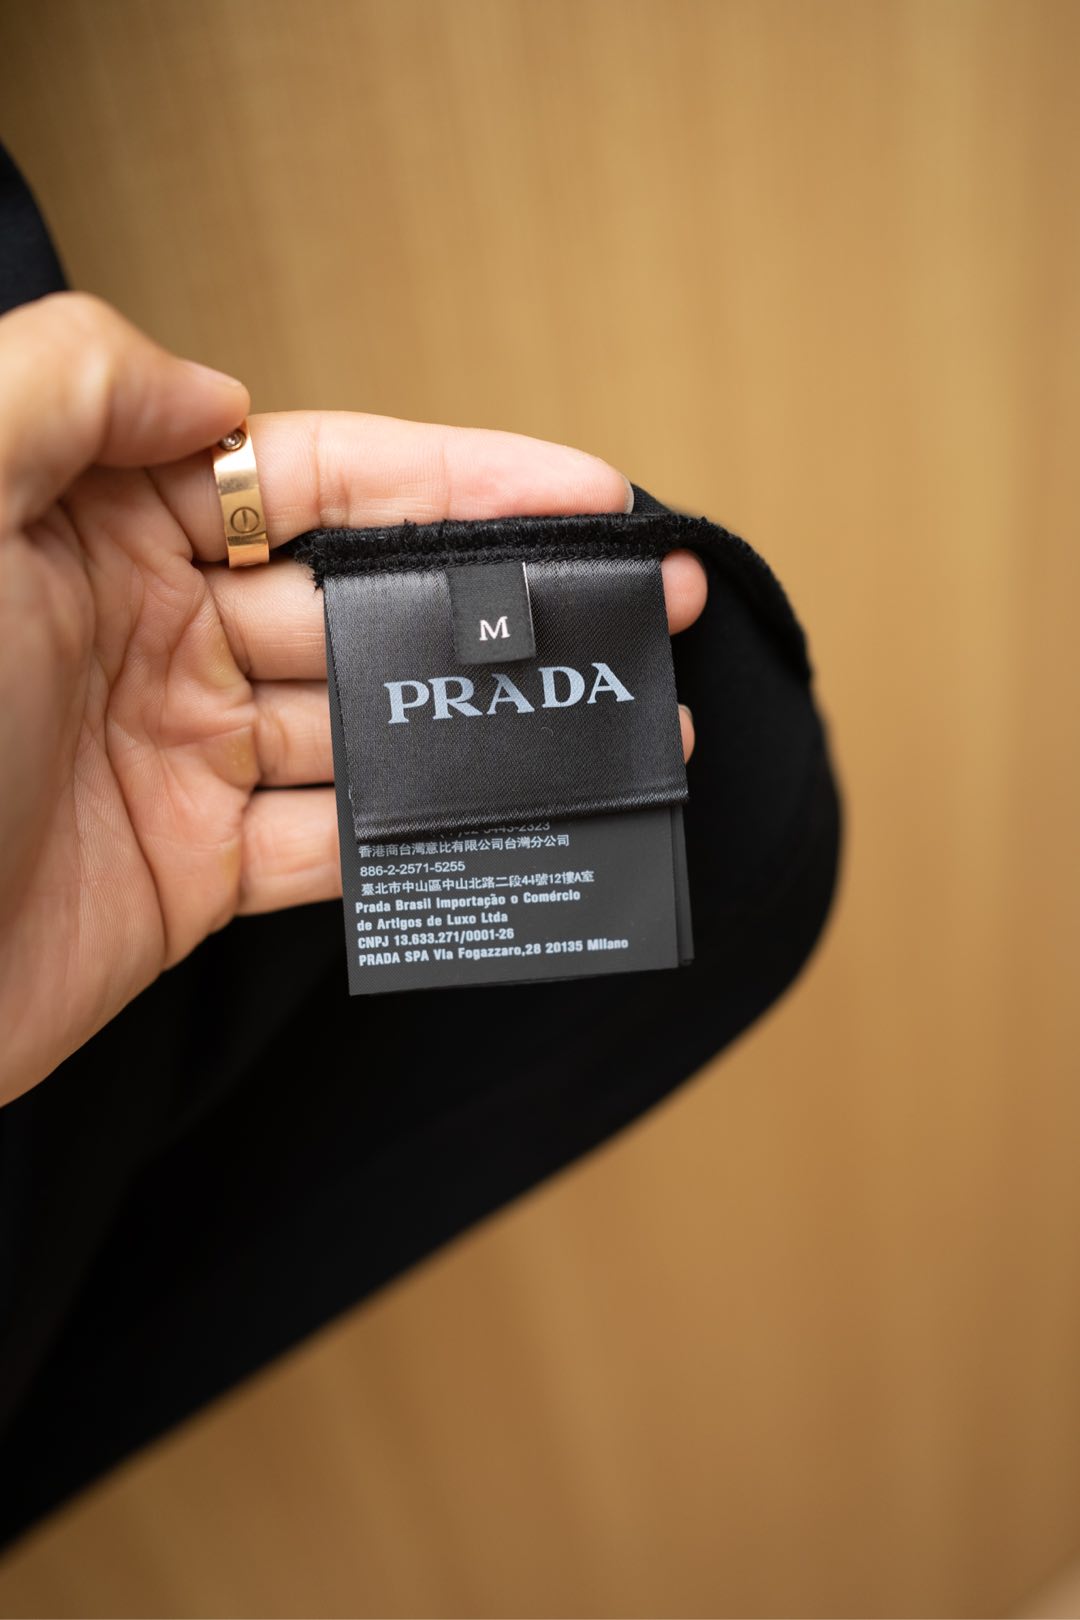 M
PRADA
02 3443-2323
香港商台灣意比有限公司台灣分公司
886-2-2571-5255
臺北市中山區中山北路二段44號12樓A室
Prada Brasil Importação o Comércio
de Artigos de Luxo Ltda
CNPJ 13.633.271/0001-26
PRADA SPA Via Fogazzaro,28 20135 Milano